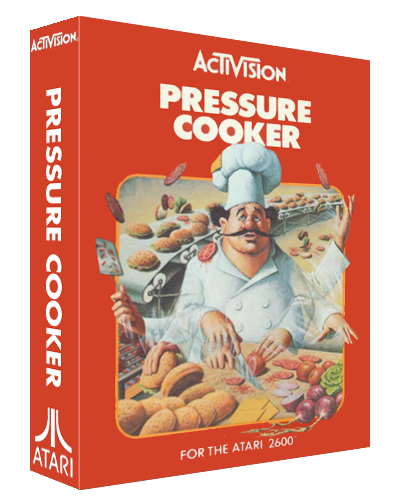 ACTIVISION
PRESSURE COOKER
ATARI
ACTIVISION
PRESSURE
COOKER
FOR THE ATARI 2600